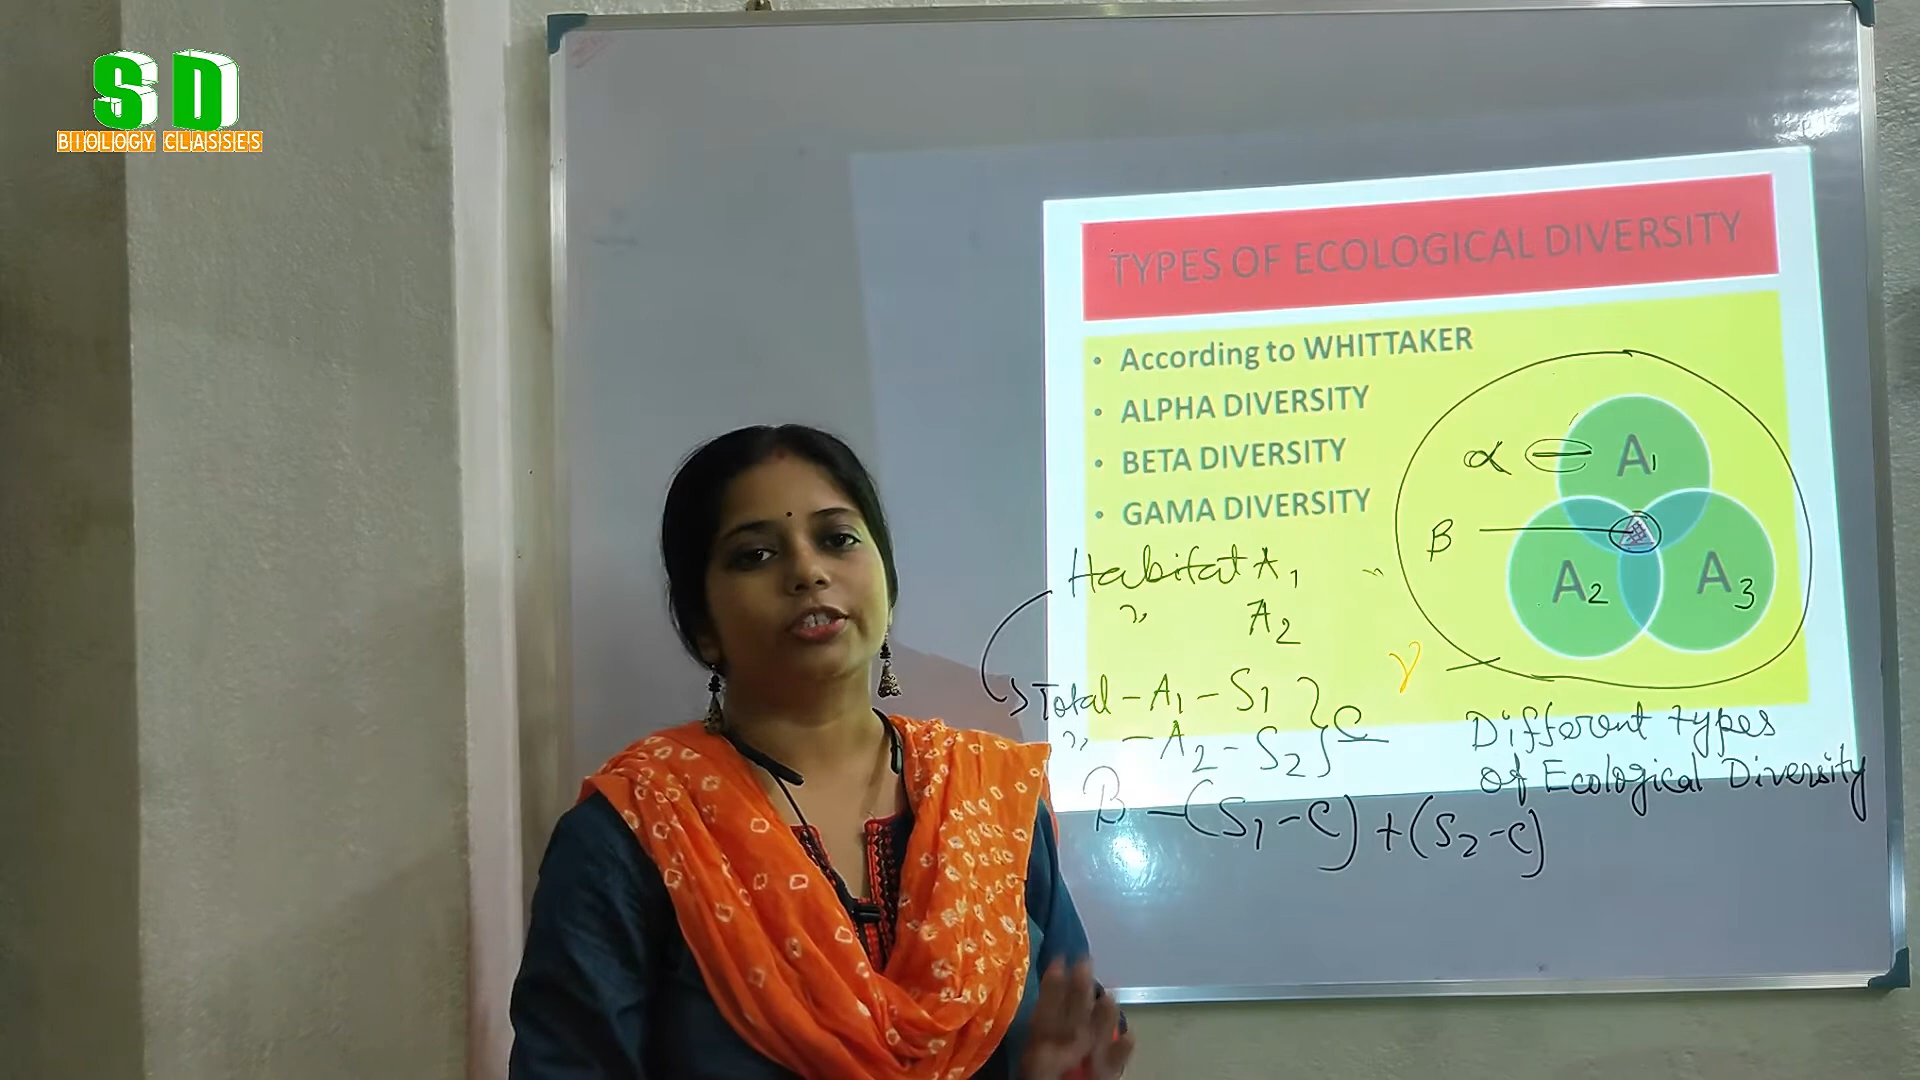 SD
BIOLOGY CLASSES
TYPES OF ECOLOGICAL DIVERSITY
• According to WHITTAKER
• ALPHA DIVERSITY
• BETA DIVERSITY
• GAMA DIVERSITY
α
A1
B
A2
A3
γ
Habitat A1
" A2
Total - A1 - S1
" - A2 - S2 } C
B - (S1-C) + (S2-C)
Different types
of Ecological Diversity